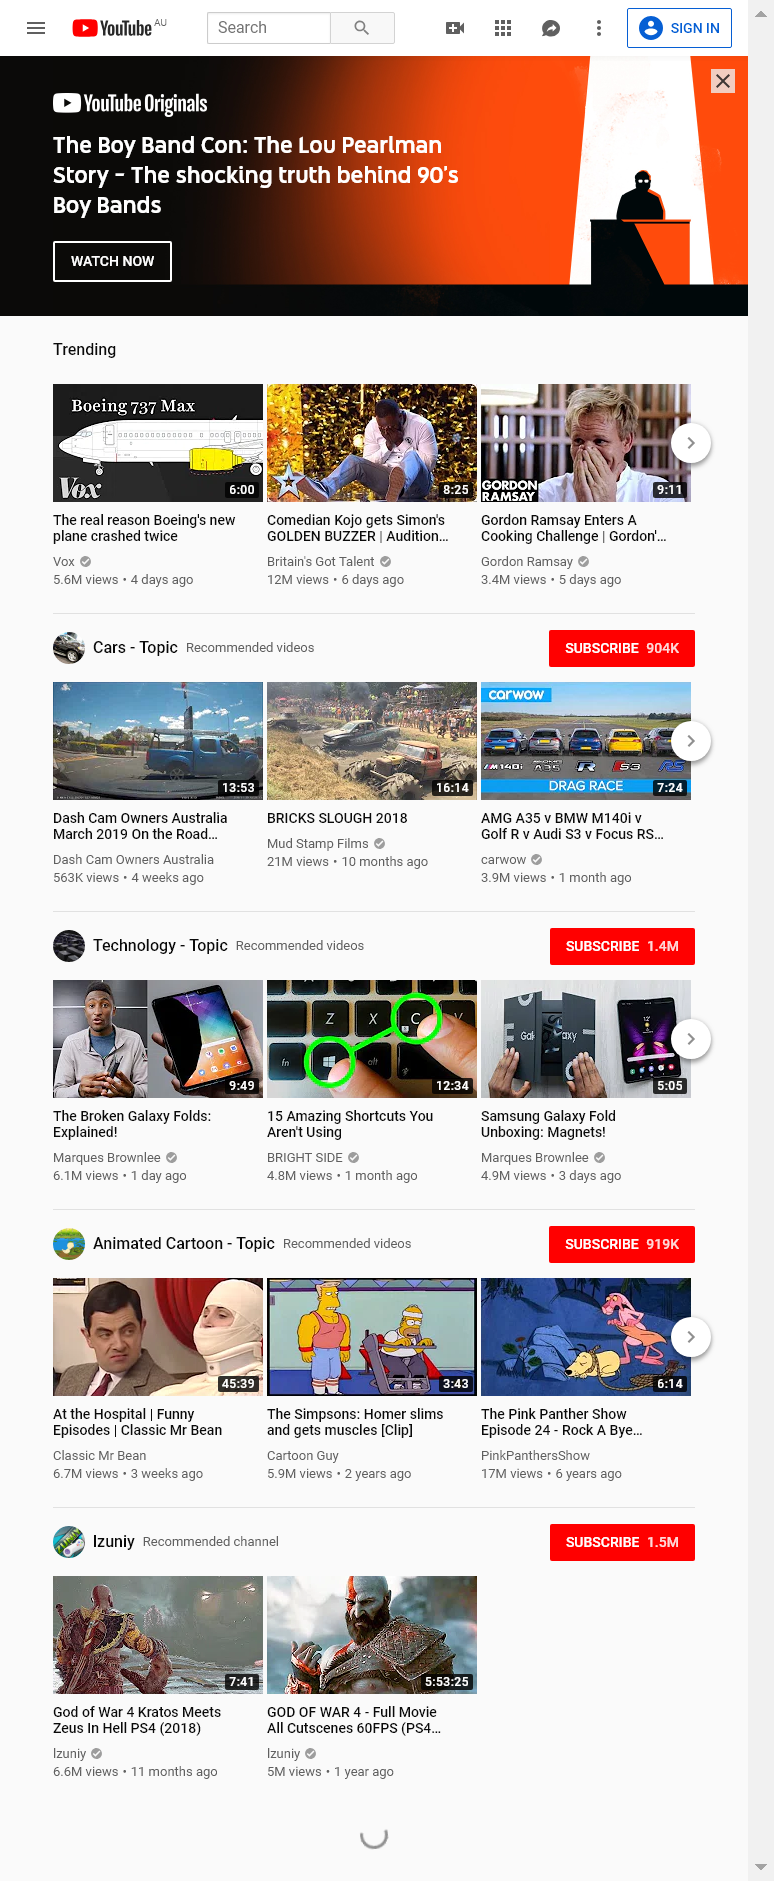 YouTube AU
Search
SIGN IN
YouTube Originals
The Boy Band Con: The Lou Pearlman
Story - The shocking truth behind 90's
Boy Bands
WATCH NOW
Trending
Boeing 737 Max
Vox
6:00
8:25
GORDON
RAMSAY
9:11
The real reason Boeing's new
plane crashed twice
Vox
5.6M views • 4 days ago
Comedian Kojo gets Simon's
GOLDEN BUZZER | Audition...
Britain's Got Talent
12M views • 6 days ago
Gordon Ramsay Enters A
Cooking Challenge | Gordon'...
Gordon Ramsay
3.4M views • 5 days ago
Cars - Topic Recommended videos
SUBSCRIBE 904K
13:53
16:14
carwow
M140i A35 R S3 RS
DRAG RACE
7:24
Dash Cam Owners Australia
March 2019 On the Road...
Dash Cam Owners Australia
563K views • 4 weeks ago
BRICKS SLOUGH 2018
Mud Stamp Films
21M views • 10 months ago
AMG A35 v BMW M140i v
Golf R v Audi S3 v Focus RS...
carwow
3.9M views • 1 month ago
Technology - Topic Recommended videos
SUBSCRIBE 1.4M
9:49
Z X C V
fn alt
12:34
5:05
The Broken Galaxy Folds:
Explained!
Marques Brownlee
6.1M views • 1 day ago
15 Amazing Shortcuts You
Aren't Using
BRIGHT SIDE
4.8M views • 1 month ago
Samsung Galaxy Fold
Unboxing: Magnets!
Marques Brownlee
4.9M views • 3 days ago
Animated Cartoon - Topic Recommended videos
SUBSCRIBE 919K
45:39
3:43
6:14
At the Hospital | Funny
Episodes | Classic Mr Bean
Classic Mr Bean
6.7M views • 3 weeks ago
The Simpsons: Homer slims
and gets muscles [Clip]
Cartoon Guy
5.9M views • 2 years ago
The Pink Panther Show
Episode 24 - Rock A Bye...
PinkPanthersShow
17M views • 6 years ago
Izuniy Recommended channel
SUBSCRIBE 1.5M
7:41
5:53:25
God of War 4 Kratos Meets
Zeus In Hell PS4 (2018)
Izuniy
6.6M views • 11 months ago
GOD OF WAR 4 - Full Movie
All Cutscenes 60FPS (PS4...
Izuniy
5M views • 1 year ago